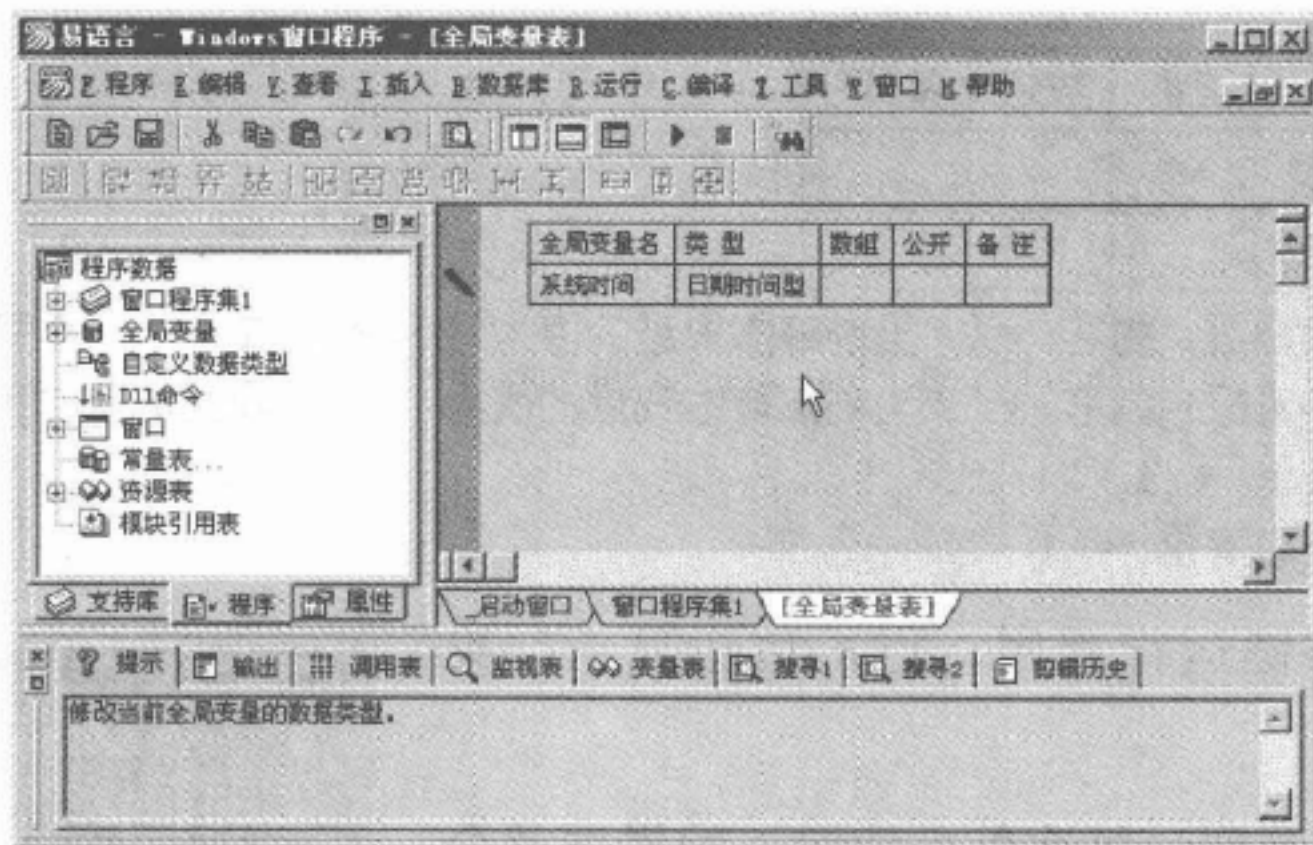 易语言 - Windows窗口程序 - [全局变量表]
P.程序 E.编辑 V.查看 I.插入 B.数据库 R.运行 C.编译 T.工具 W.窗口 H.帮助
程序数据
窗口程序集1
全局变量
自定义数据类型
Dll命令
窗口
常量表...
资源表
模块引用表
支持库 程序 属性
全局变量名 类 型 数组 公开 备 注
系统时间 日期时间型
_启动窗口 窗口程序集1 [全局变量表]
提示 输出 调用表 监视表 变量表 搜寻1 搜寻2 剪辑历史
修改当前全局变量的数据类型.